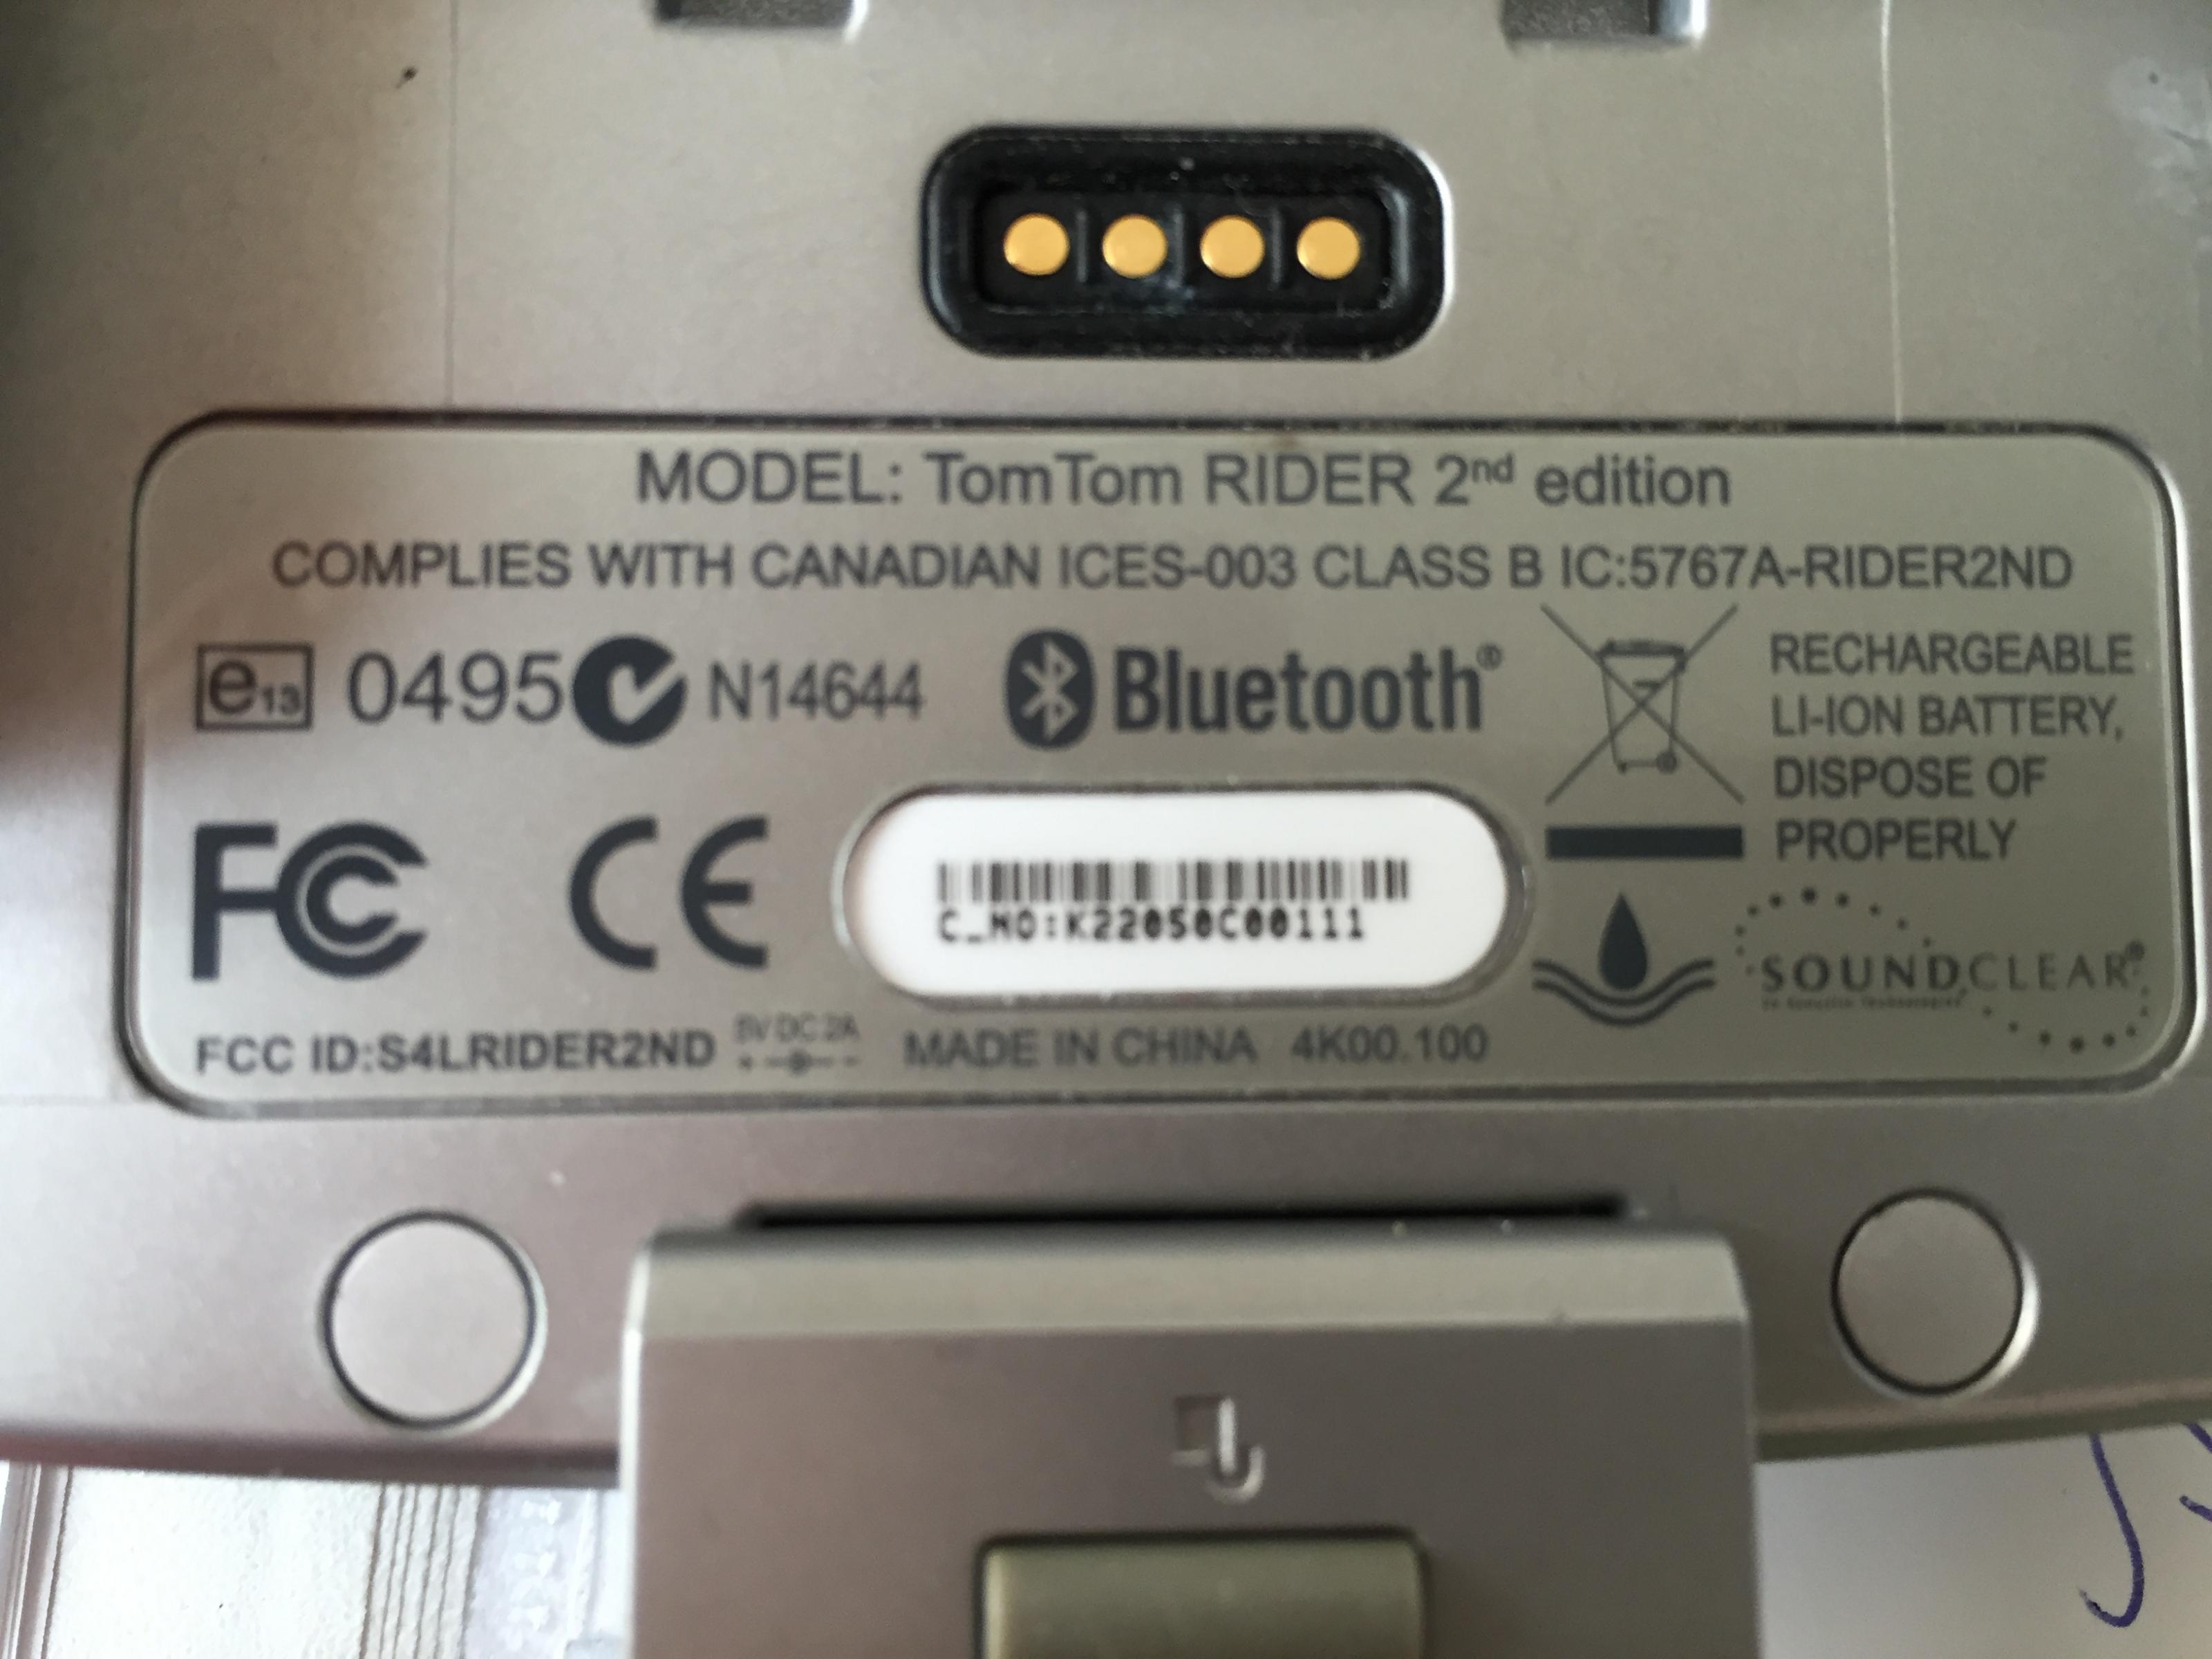 MODEL: TomTom RIDER 2nd edition
COMPLIES WITH CANADIAN ICES-003 CLASS B IC:5767A-RIDER2ND
e13 0495 N14644 Bluetooth®
RECHARGEABLE
LI-ION BATTERY,
DISPOSE OF
PROPERLY
FC CE
C_NO:K22050C00111
SOUNDCLEAR®
FCC ID:S4LRIDER2ND 5V DC 2A MADE IN CHINA 4K00.100